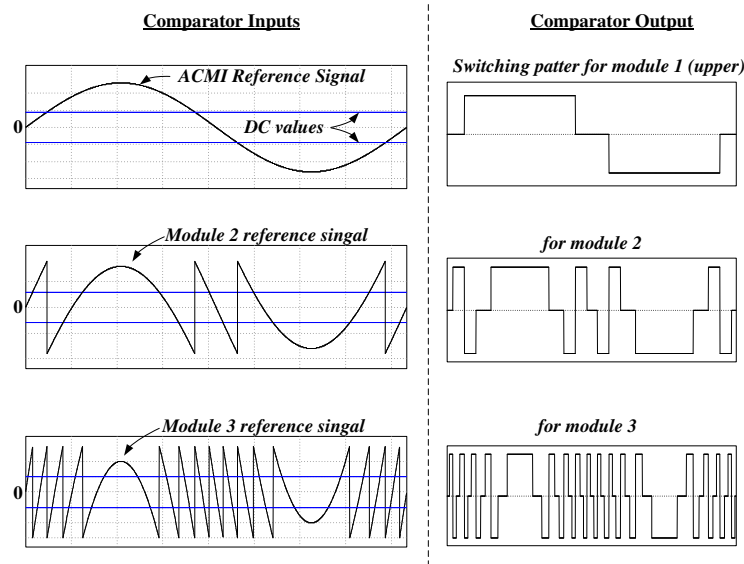 Comparator Inputs
Comparator Output
ACMI Reference Signal
0
DC values
Switching patter for module 1 (upper)
Module 2 reference singal
0
for module 2
Module 3 reference singal
0
for module 3